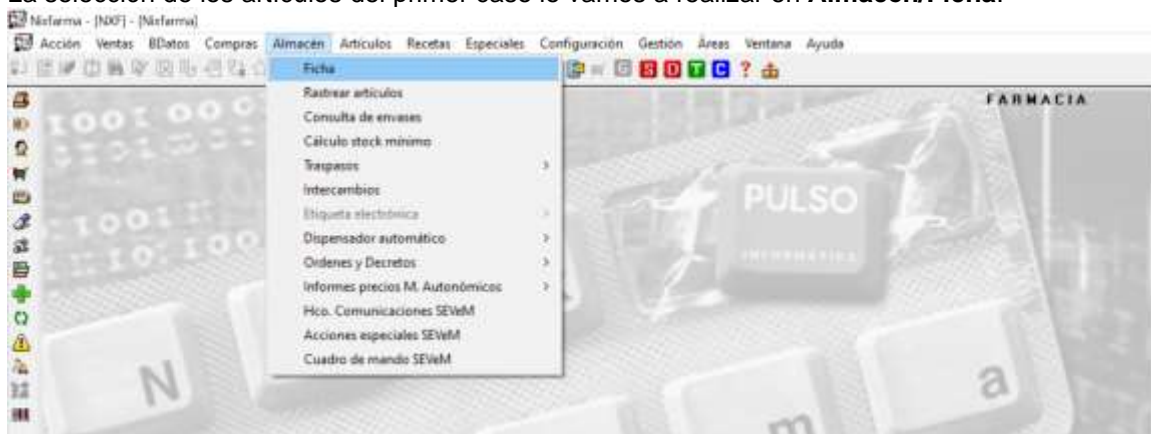 La selección de los artículos del primer caso lo vamos a realizar en Almacén/Ficha.
Nixfarma - [NXF] - [Nixfarma]
Acción Ventas BDatos Compras Almacén Artículos Recetas Especiales Configuración Gestión Áreas Ventana Ayuda
S D T C ?
Ficha
Rastrear artículos
Consulta de envases
Cálculo stock mínimo
Traspasos
Intercambios
Etiqueta electrónica
Dispensador automático
Ordenes y Decretos
Informes precios M. Autonómicos
Hco. Comunicaciones SEVeM
Acciones especiales SEVeM
Cuadro de mando SEVeM
FARMACIA
PULSO
INFORMATICA
N
m
a